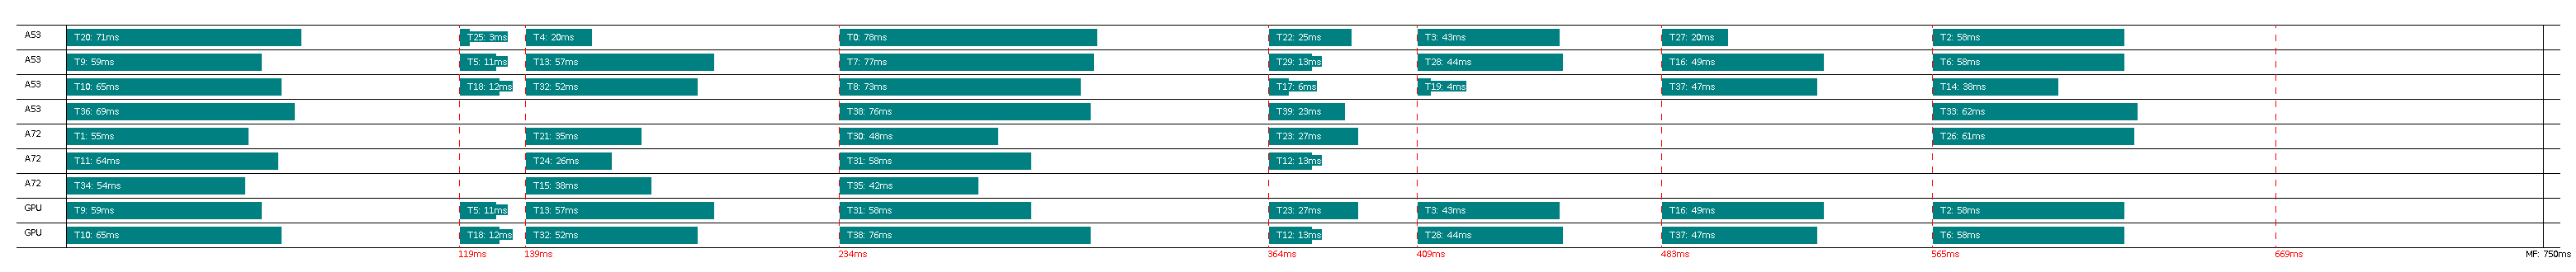 A53 T20: 71ms T25: 3ms T4: 20ms T0: 78ms T22: 25ms T3: 43ms T27: 20ms T2: 58ms
A53 T9: 59ms T5: 11ms T13: 57ms T7: 77ms T29: 13ms T28: 44ms T16: 49ms T6: 58ms
A53 T10: 65ms T18: 12ms T32: 52ms T8: 73ms T17: 6ms T19: 4ms T37: 47ms T14: 38ms
A53 T36: 69ms T38: 76ms T39: 23ms T33: 62ms
A72 T1: 55ms T21: 35ms T30: 48ms T23: 27ms T26: 61ms
A72 T11: 64ms T24: 26ms T31: 58ms T12: 13ms
A72 T34: 54ms T15: 38ms T35: 42ms
GPU T9: 59ms T5: 11ms T13: 57ms T31: 58ms T23: 27ms T3: 43ms T16: 49ms T2: 58ms
GPU T10: 65ms T18: 12ms T32: 52ms T38: 76ms T12: 13ms T28: 44ms T37: 47ms T6: 58ms
119ms 139ms 234ms 364ms 409ms 483ms 565ms 669ms MF: 750ms